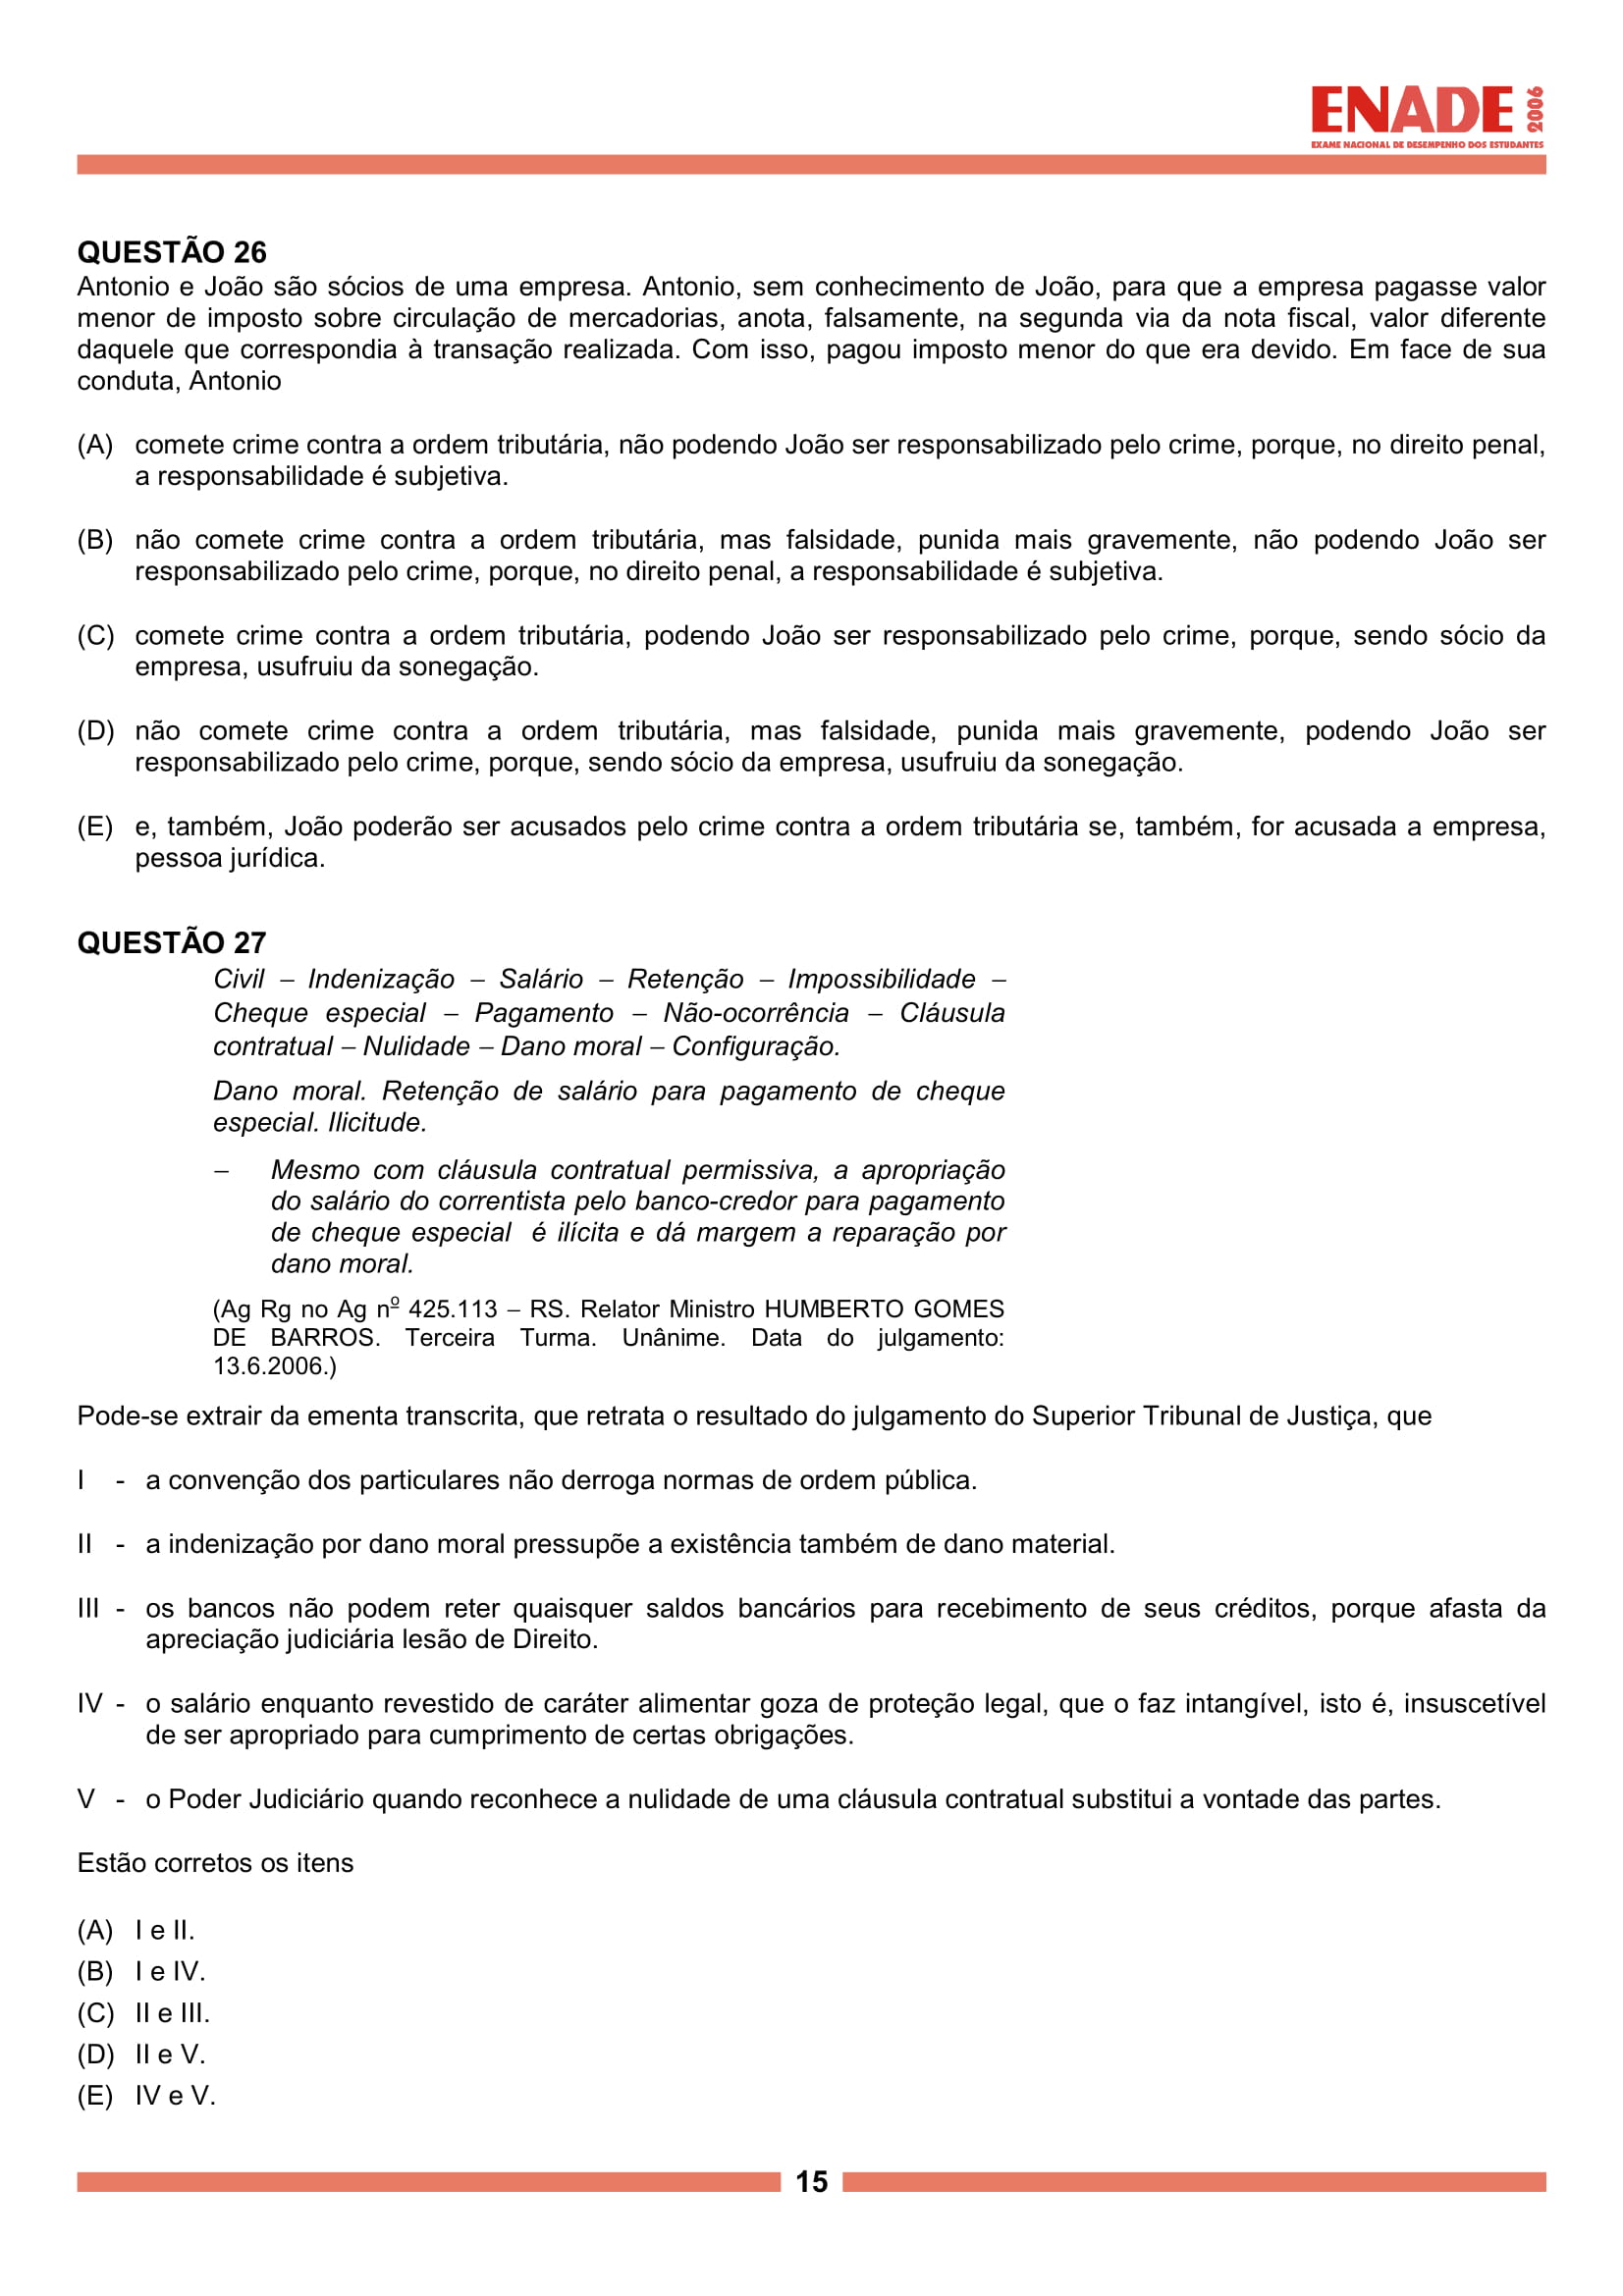 ENADE 2006
EXAME NACIONAL DE DESEMPENHO DOS ESTUDANTES
QUESTÃO 26
Antonio e João são sócios de uma empresa. Antonio, sem conhecimento de João, para que a empresa pagasse valor
menor de imposto sobre circulação de mercadorias, anota, falsamente, na segunda via da nota fiscal, valor diferente
daquele que correspondia à transação realizada. Com isso, pagou imposto menor do que era devido. Em face de sua
conduta, Antonio
(A) comete crime contra a ordem tributária, não podendo João ser responsabilizado pelo crime, porque, no direito penal,
a responsabilidade é subjetiva.
(B) não comete crime contra a ordem tributária, mas falsidade, punida mais gravemente, não podendo João ser
responsabilizado pelo crime, porque, no direito penal, a responsabilidade é subjetiva.
(C) comete crime contra a ordem tributária, podendo João ser responsabilizado pelo crime, porque, sendo sócio da
empresa, usufruiu da sonegação.
(D) não comete crime contra a ordem tributária, mas falsidade, punida mais gravemente, podendo João ser
responsabilizado pelo crime, porque, sendo sócio da empresa, usufruiu da sonegação.
(E) e, também, João poderão ser acusados pelo crime contra a ordem tributária se, também, for acusada a empresa,
pessoa jurídica.
QUESTÃO 27
Civil – Indenização – Salário – Retenção – Impossibilidade –
Cheque especial – Pagamento – Não-ocorrência – Cláusula
contratual – Nulidade – Dano moral – Configuração.
Dano moral. Retenção de salário para pagamento de cheque
especial. Ilicitude.
– Mesmo com cláusula contratual permissiva, a apropriação
do salário do correntista pelo banco-credor para pagamento
de cheque especial é ilícita e dá margem a reparação por
dano moral.
(Ag Rg no Ag nº 425.113 – RS. Relator Ministro HUMBERTO GOMES
DE BARROS. Terceira Turma. Unânime. Data do julgamento:
13.6.2006.)
Pode-se extrair da ementa transcrita, que retrata o resultado do julgamento do Superior Tribunal de Justiça, que
I - a convenção dos particulares não derroga normas de ordem pública.
II - a indenização por dano moral pressupõe a existência também de dano material.
III - os bancos não podem reter quaisquer saldos bancários para recebimento de seus créditos, porque afasta da
apreciação judiciária lesão de Direito.
IV - o salário enquanto revestido de caráter alimentar goza de proteção legal, que o faz intangível, isto é, insuscetível
de ser apropriado para cumprimento de certas obrigações.
V - o Poder Judiciário quando reconhece a nulidade de uma cláusula contratual substitui a vontade das partes.
Estão corretos os itens
(A) I e II.
(B) I e IV.
(C) II e III.
(D) II e V.
(E) IV e V.
15